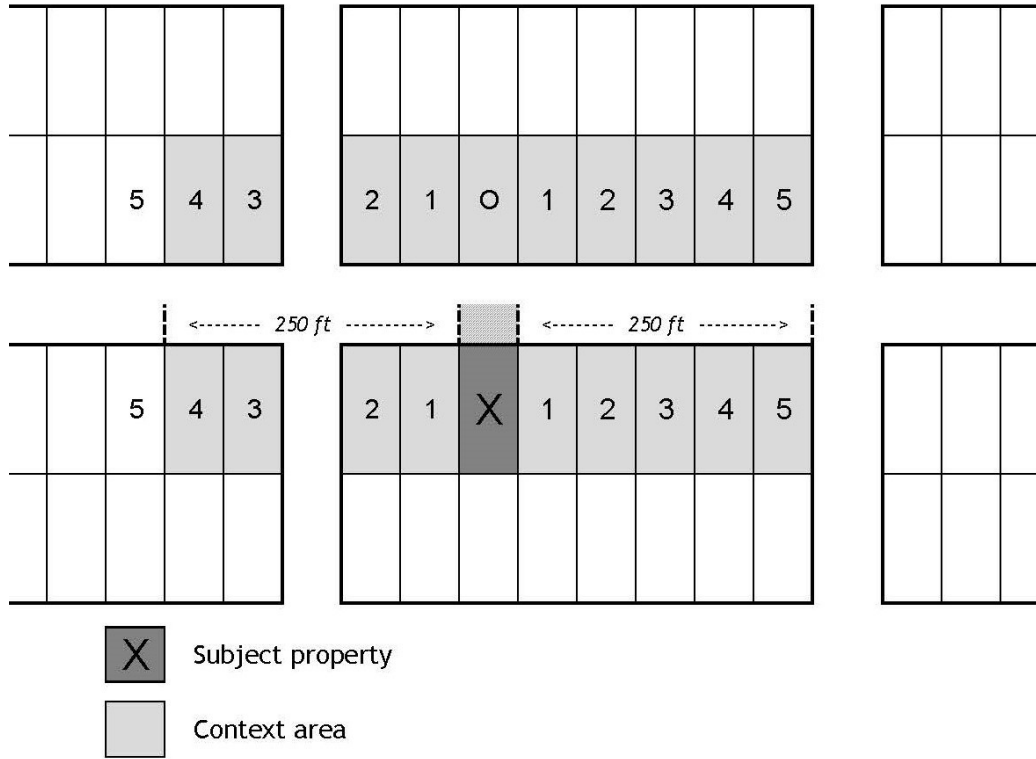 5 4 3 2 1 O 1 2 3 4 5
<------- 250 ft --------> <------- 250 ft -------->
5 4 3 2 1 X 1 2 3 4 5
X Subject property
Context area